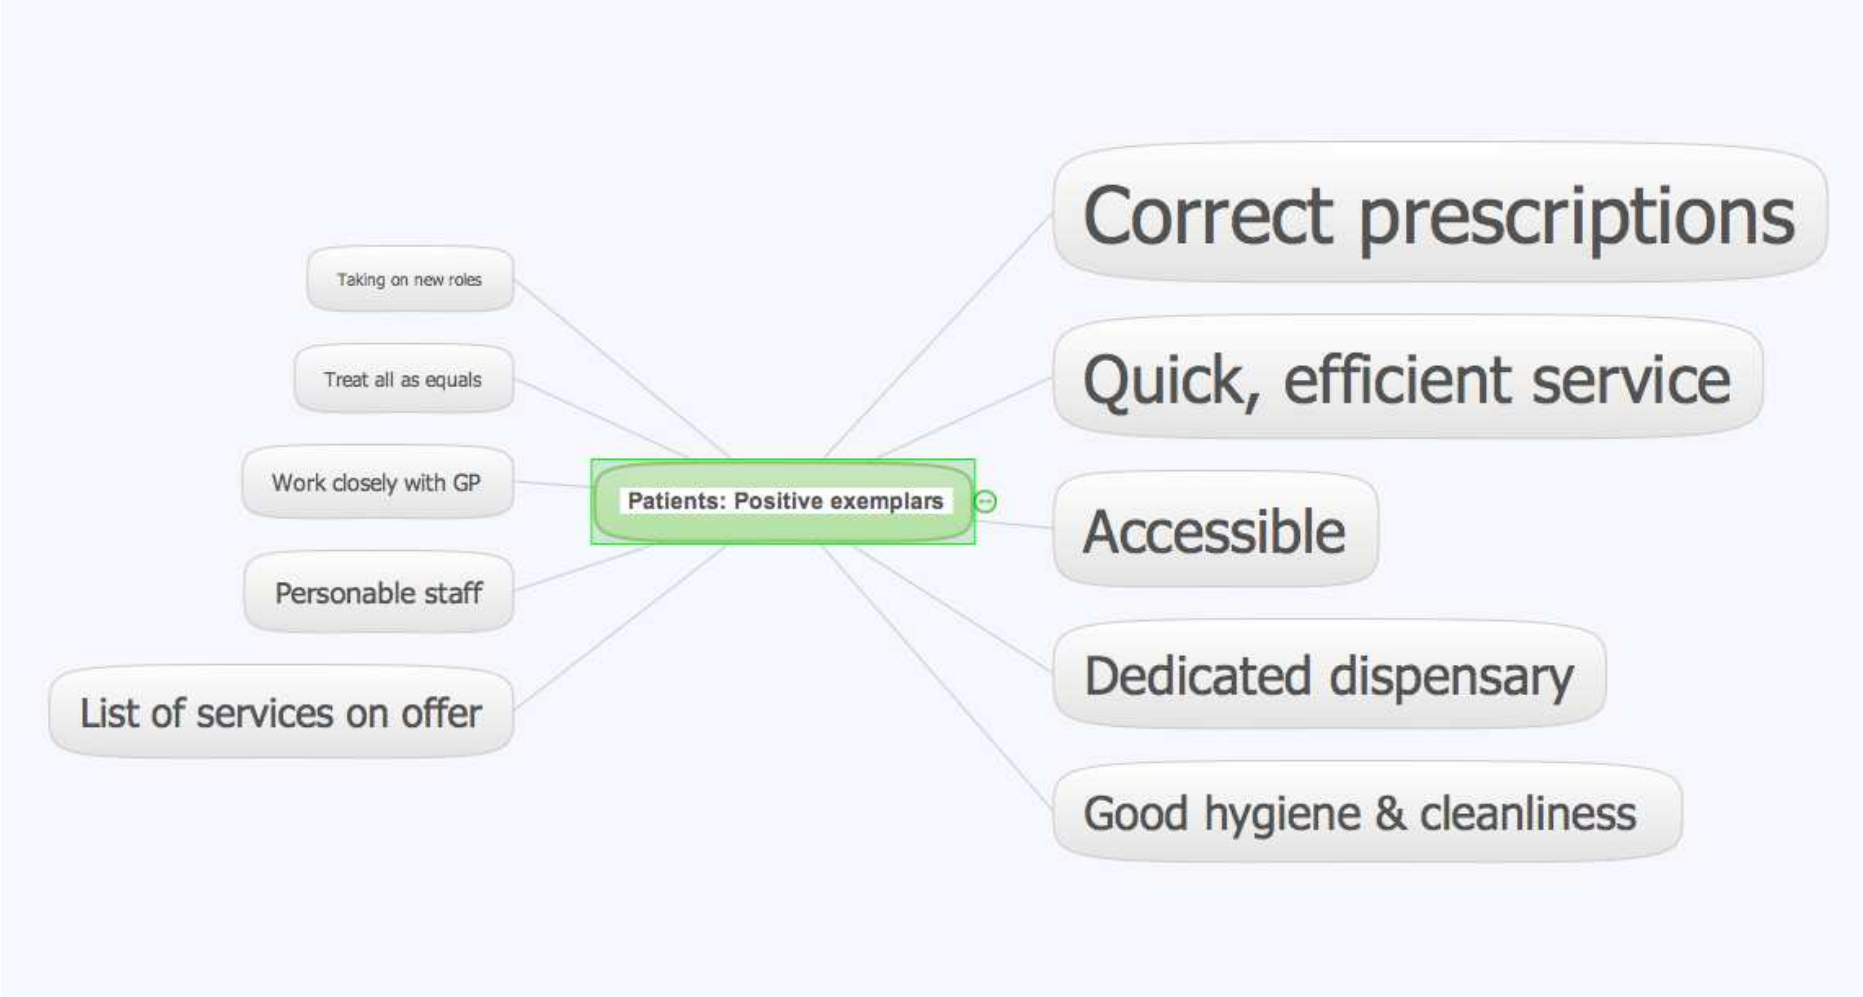 Correct prescriptions
Taking on new roles
Quick, efficient service
Treat all as equals
Work closely with GP
Patients: Positive exemplars
Accessible
Personable staff
Dedicated dispensary
List of services on offer
Good hygiene & cleanliness